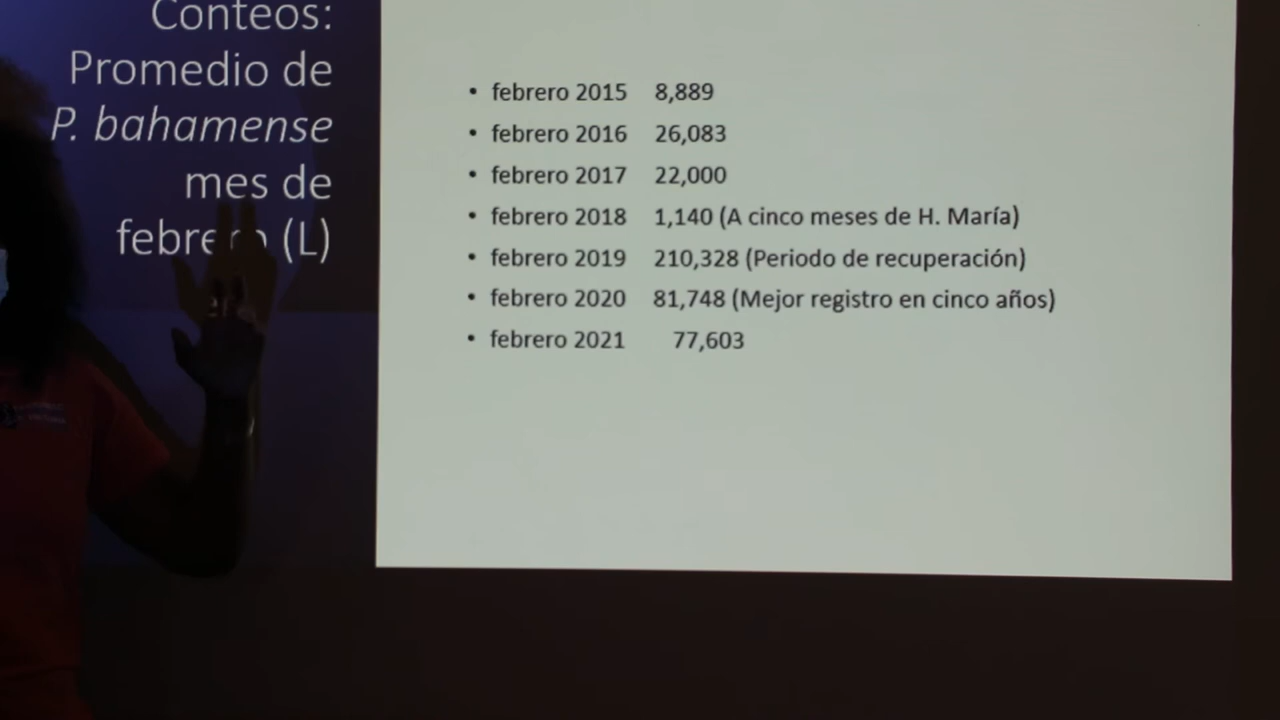 Conteos:
Promedio de
P. bahamense
mes de
febrero (L)
• febrero 2015 8,889
• febrero 2016 26,083
• febrero 2017 22,000
• febrero 2018 1,140 (A cinco meses de H. María)
• febrero 2019 210,328 (Periodo de recuperación)
• febrero 2020 81,748 (Mejor registro en cinco años)
• febrero 2021 77,603